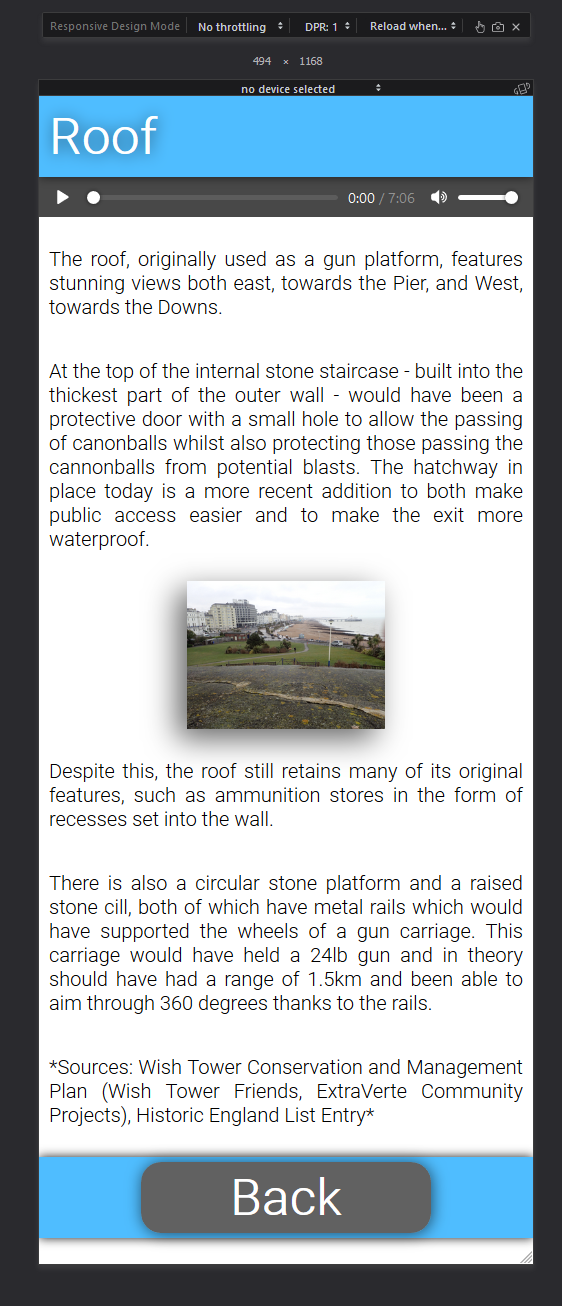 Responsive Design Mode No throttling DPR: 1 Reload when...
494 × 1168
no device selected
Roof
0:00 / 7:06
The roof, originally used as a gun platform, features
stunning views both east, towards the Pier, and West,
towards the Downs.
At the top of the internal stone staircase - built into the
thickest part of the outer wall - would have been a
protective door with a small hole to allow the passing
of canonballs whilst also protecting those passing the
cannonballs from potential blasts. The hatchway in
place today is a more recent addition to both make
public access easier and to make the exit more
waterproof.
Despite this, the roof still retains many of its original
features, such as ammunition stores in the form of
recesses set into the wall.
There is also a circular stone platform and a raised
stone cill, both of which have metal rails which would
have supported the wheels of a gun carriage. This
carriage would have held a 24lb gun and in theory
should have had a range of 1.5km and been able to
aim through 360 degrees thanks to the rails.
*Sources: Wish Tower Conservation and Management
Plan (Wish Tower Friends, ExtraVerte Community
Projects), Historic England List Entry*
Back